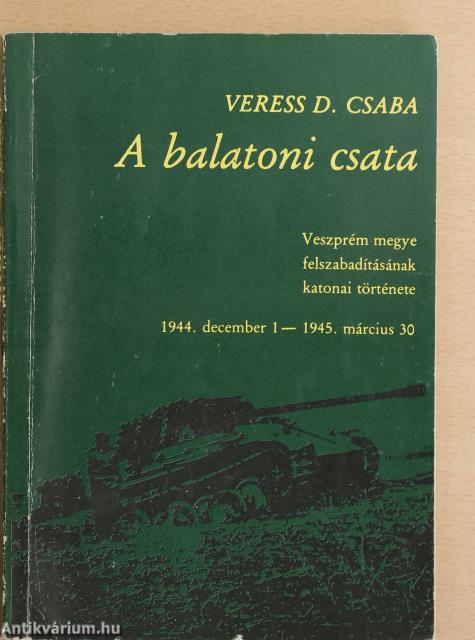 VERESS D. CSABA
A balatoni csata
Veszprém megye
felszabadításának
katonai története
1944. december 1 — 1945. március 30
Antikvárium.hu